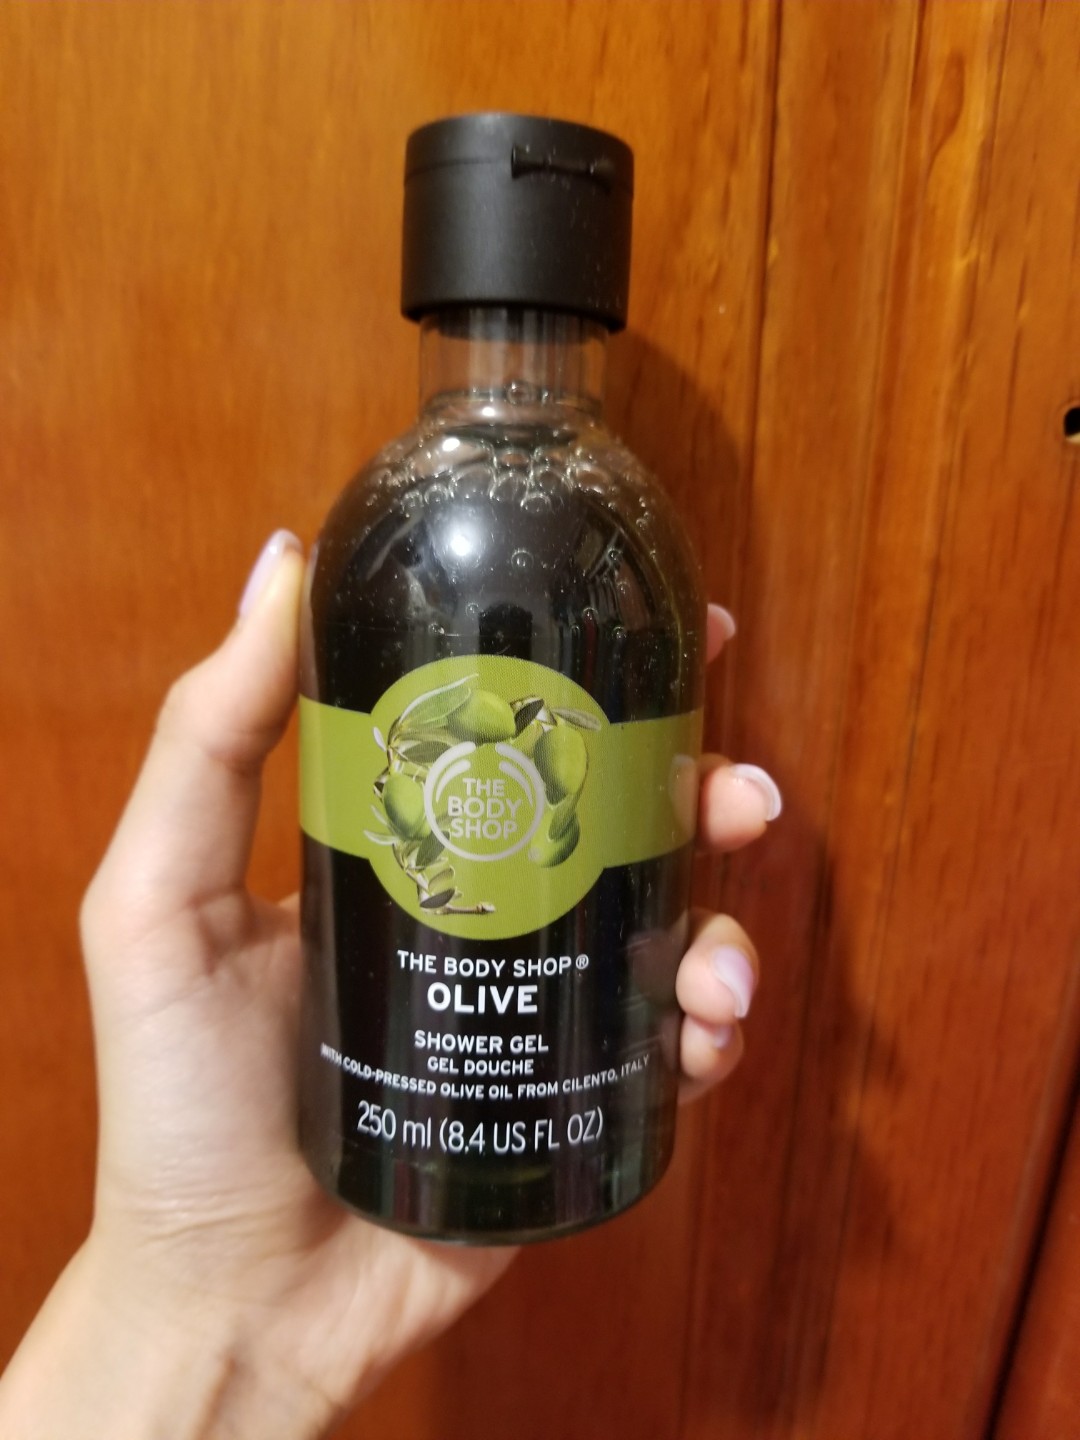 THE
BODY
SHOP
THE BODY SHOP®
OLIVE
SHOWER GEL
GEL DOUCHE
WITH COLD-PRESSED OLIVE OIL FROM CILENTO, ITALY
250 ml (8.4 US FL OZ)